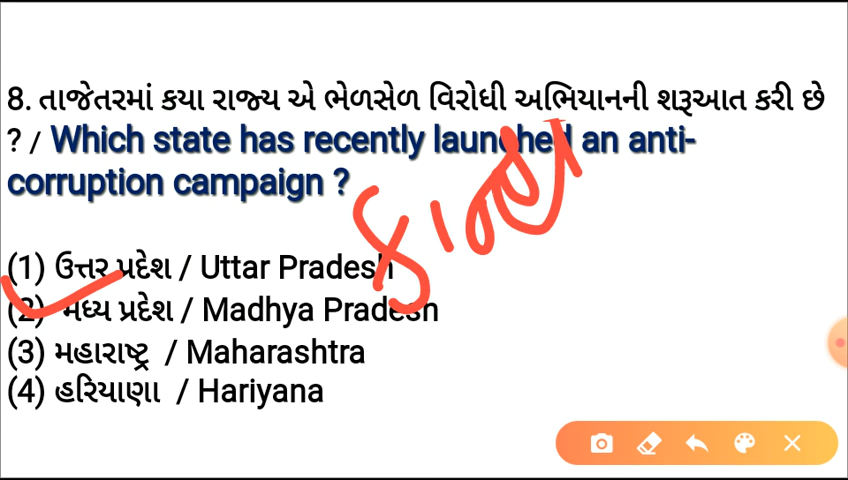 8. તાજેતરમાં કયા રાજ્ય એ ભેળસેળ વિરોધી અભિયાનની શરૂઆત કરી છે
? / Which state has recently launched an anti-
corruption campaign ?
(1) ઉત્તર પ્રદેશ / Uttar Pradesh
(2) મધ્ય પ્રદેશ / Madhya Pradesh
(3) મહારાષ્ટ્ર / Maharashtra
(4) હરિયાણા / Hariyana